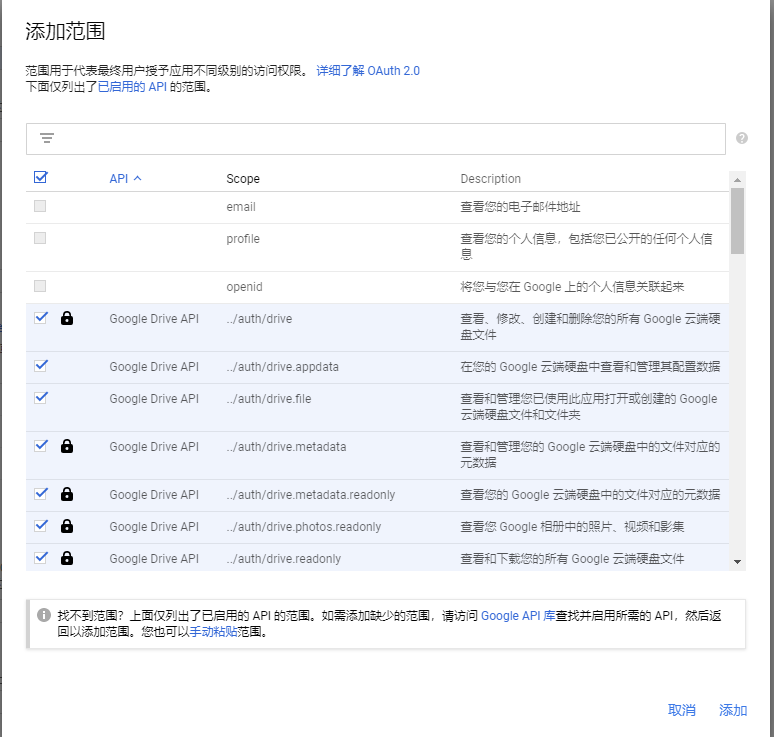 添加范围
范围用于代表最终用户授予应用不同级别的访问权限。 详细了解 OAuth 2.0
下面仅列出了已启用的 API 的范围。
API Scope Description
email 查看您的电子邮件地址
profile 查看您的个人信息，包括您已公开的任何个人信
息
openid 将您与您在 Google 上的个人信息关联起来
Google Drive API ../auth/drive 查看、修改、创建和删除您的所有 Google 云端硬
盘文件
Google Drive API ../auth/drive.appdata 在您的 Google 云端硬盘中查看和管理其配置数据
Google Drive API ../auth/drive.file 查看和管理您已使用此应用打开或创建的 Google
云端硬盘文件和文件夹
Google Drive API ../auth/drive.metadata 查看和管理您的 Google 云端硬盘中的文件对应的
元数据
Google Drive API ../auth/drive.metadata.readonly 查看您的 Google 云端硬盘中的文件对应的元数据
Google Drive API ../auth/drive.photos.readonly 查看您 Google 相册中的照片、视频和影集
Google Drive API ../auth/drive.readonly 查看和下载您的所有 Google 云端硬盘文件
找不到范围？上面仅列出了已启用的 API 的范围。如需添加缺少的范围，请访问 Google API 库查找并启用所需的 API，然后返
回以添加范围。您也可以手动粘贴范围。
取消 添加